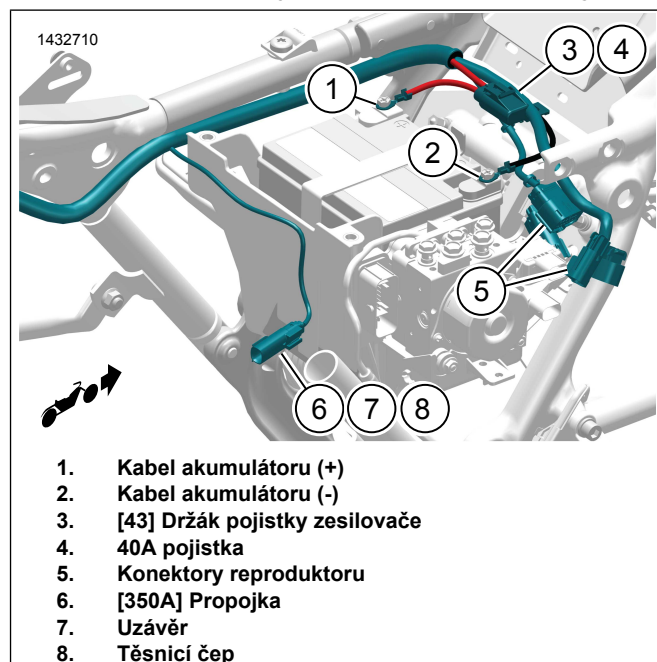 1432710
3 4
1
2
5
6 7 8
1. Kabel akumulátoru (+)
2. Kabel akumulátoru (-)
3. [43] Držák pojistky zesilovače
4. 40A pojistka
5. Konektory reproduktoru
6. [350A] Propojka
7. Uzávěr
8. Těsnicí čep